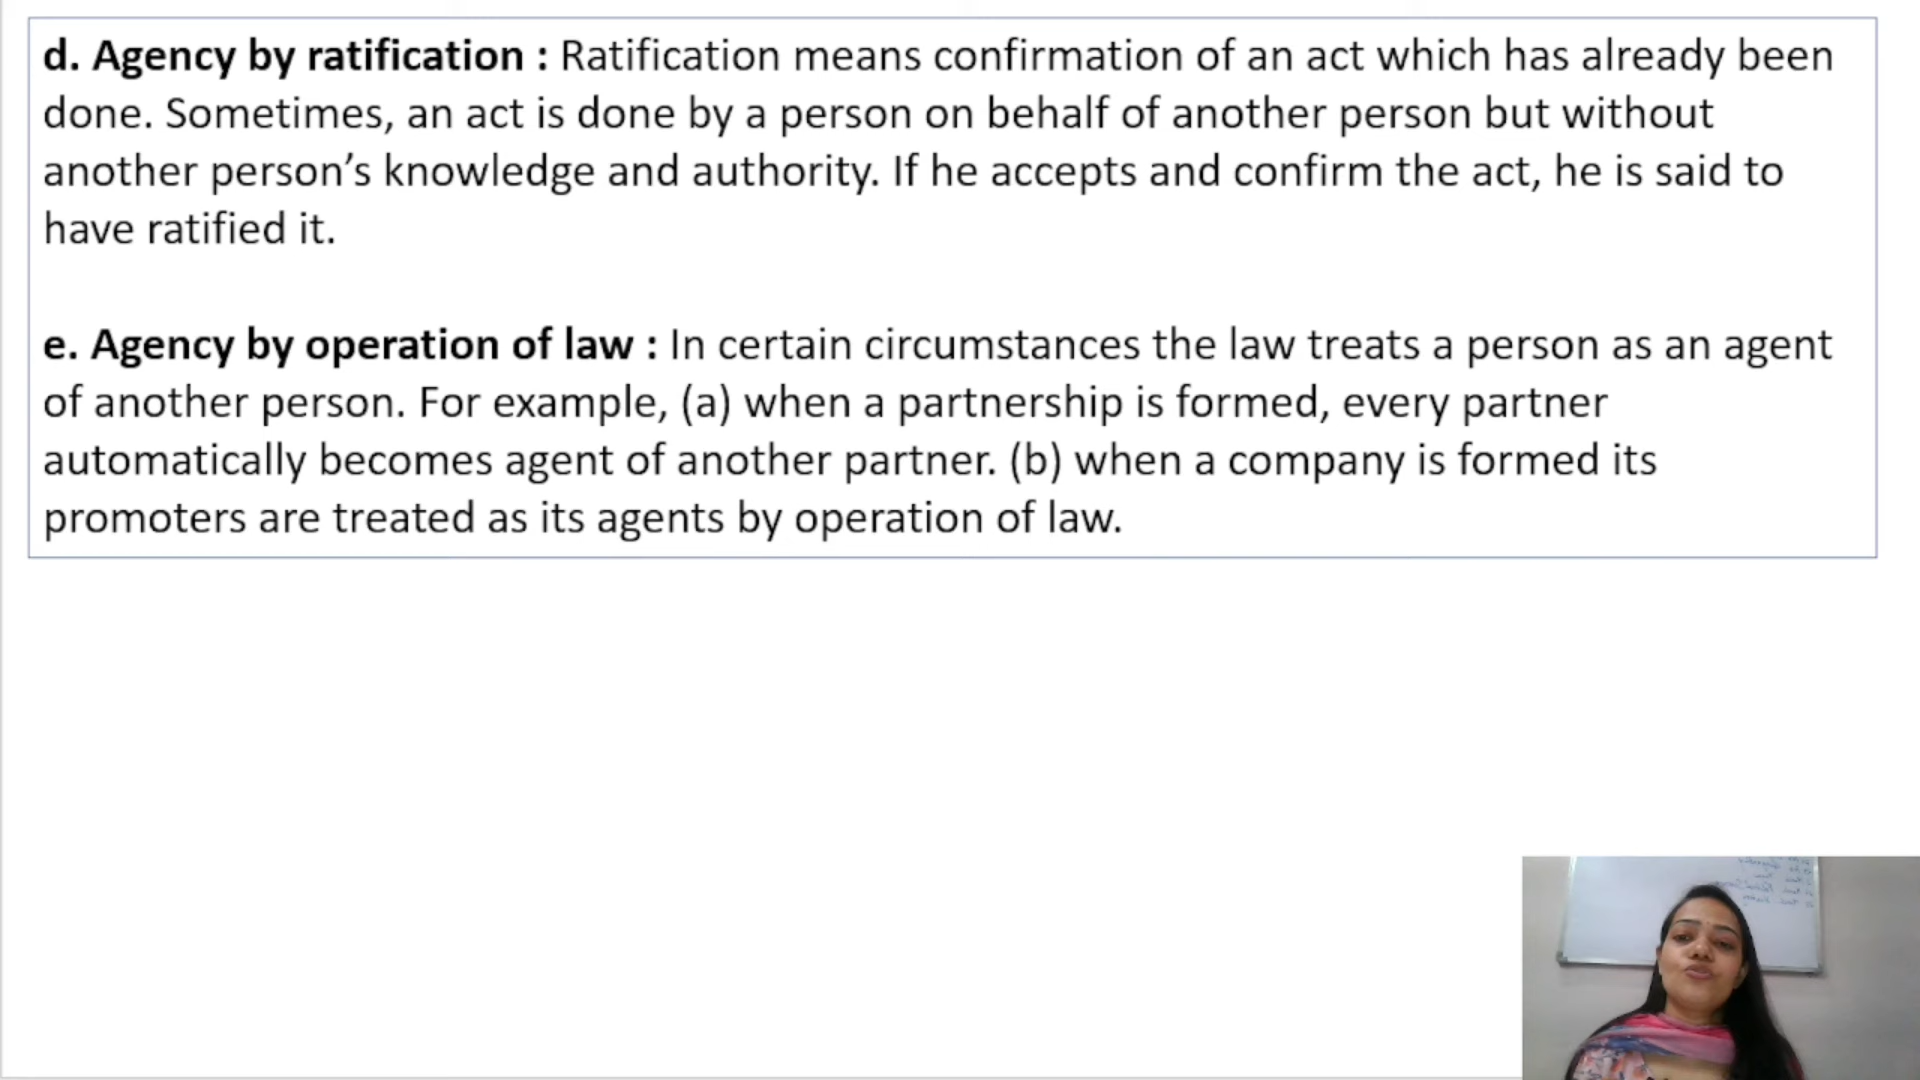 d. Agency by ratification : Ratification means confirmation of an act which has already been
done. Sometimes, an act is done by a person on behalf of another person but without
another person’s knowledge and authority. If he accepts and confirm the act, he is said to
have ratified it.
e. Agency by operation of law : In certain circumstances the law treats a person as an agent
of another person. For example, (a) when a partnership is formed, every partner
automatically becomes agent of another partner. (b) when a company is formed its
promoters are treated as its agents by operation of law.